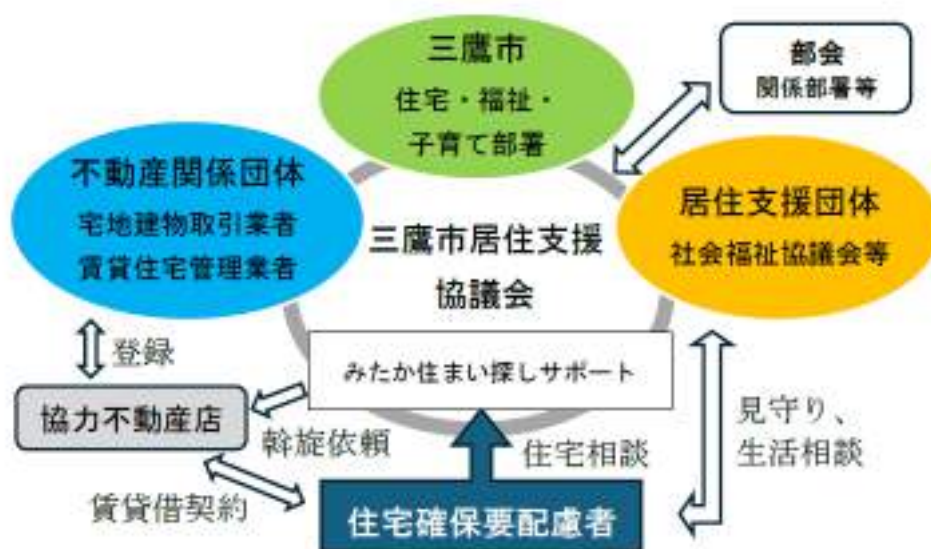 三鷹市
住宅・福祉・
子育て部署
部会
関係部署等
不動産関係団体
宅地建物取引業者
賃貸住宅管理業者
居住支援団体
社会福祉協議会等
三鷹市居住支援
協議会
みたか住まい探しサポート
登録
協力不動産店
斡旋依頼
住宅相談
見守り、
生活相談
賃貸借契約
住宅確保要配慮者